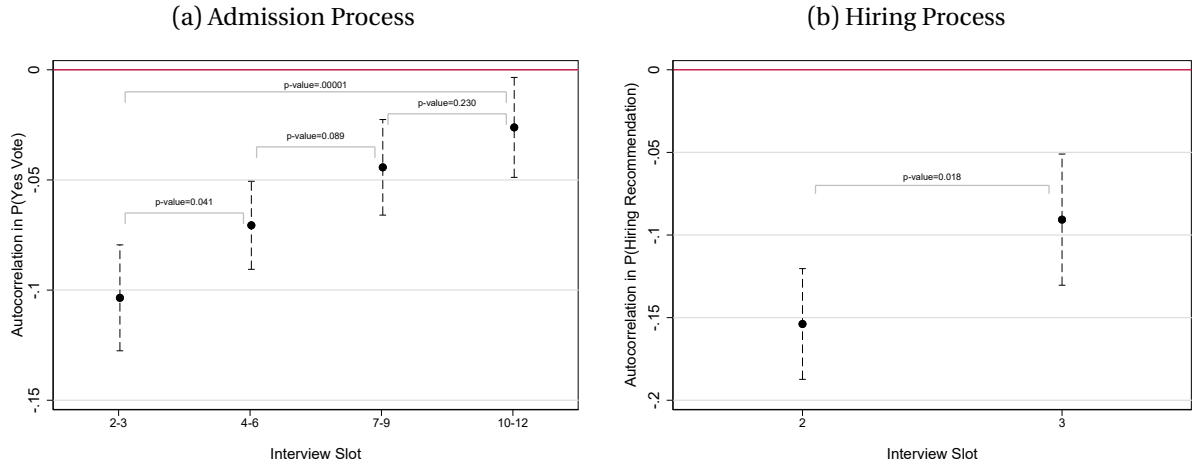 (a) Admission Process
Autocorrelation in P(Yes Vote)
0
-.05
-.1
-.15
p-value=.00001
p-value=0.230
p-value=0.089
p-value=0.041
2-3
4-6
7-9
10-12
Interview Slot
(b) Hiring Process
Autocorrelation in P(Hiring Recommendation)
0
-.05
-.1
-.15
-.2
p-value=0.018
2
3
Interview Slot